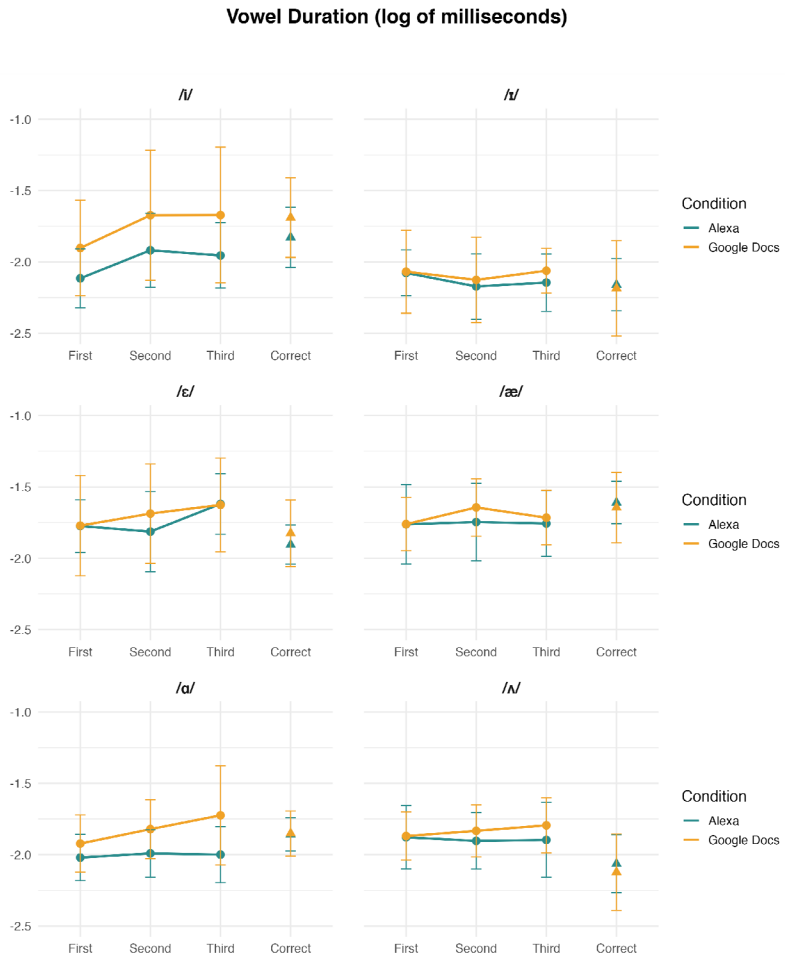 Vowel Duration (log of milliseconds)
/i/ /ɪ/
-1.0
-1.5
-2.0
-2.5
First Second Third Correct First Second Third Correct
Condition
Alexa
Google Docs
/ɛ/ /æ/
-1.0
-1.5
-2.0
-2.5
First Second Third Correct First Second Third Correct
Condition
Alexa
Google Docs
/ɑ/ /ʌ/
-1.0
-1.5
-2.0
-2.5
First Second Third Correct First Second Third Correct
Condition
Alexa
Google Docs